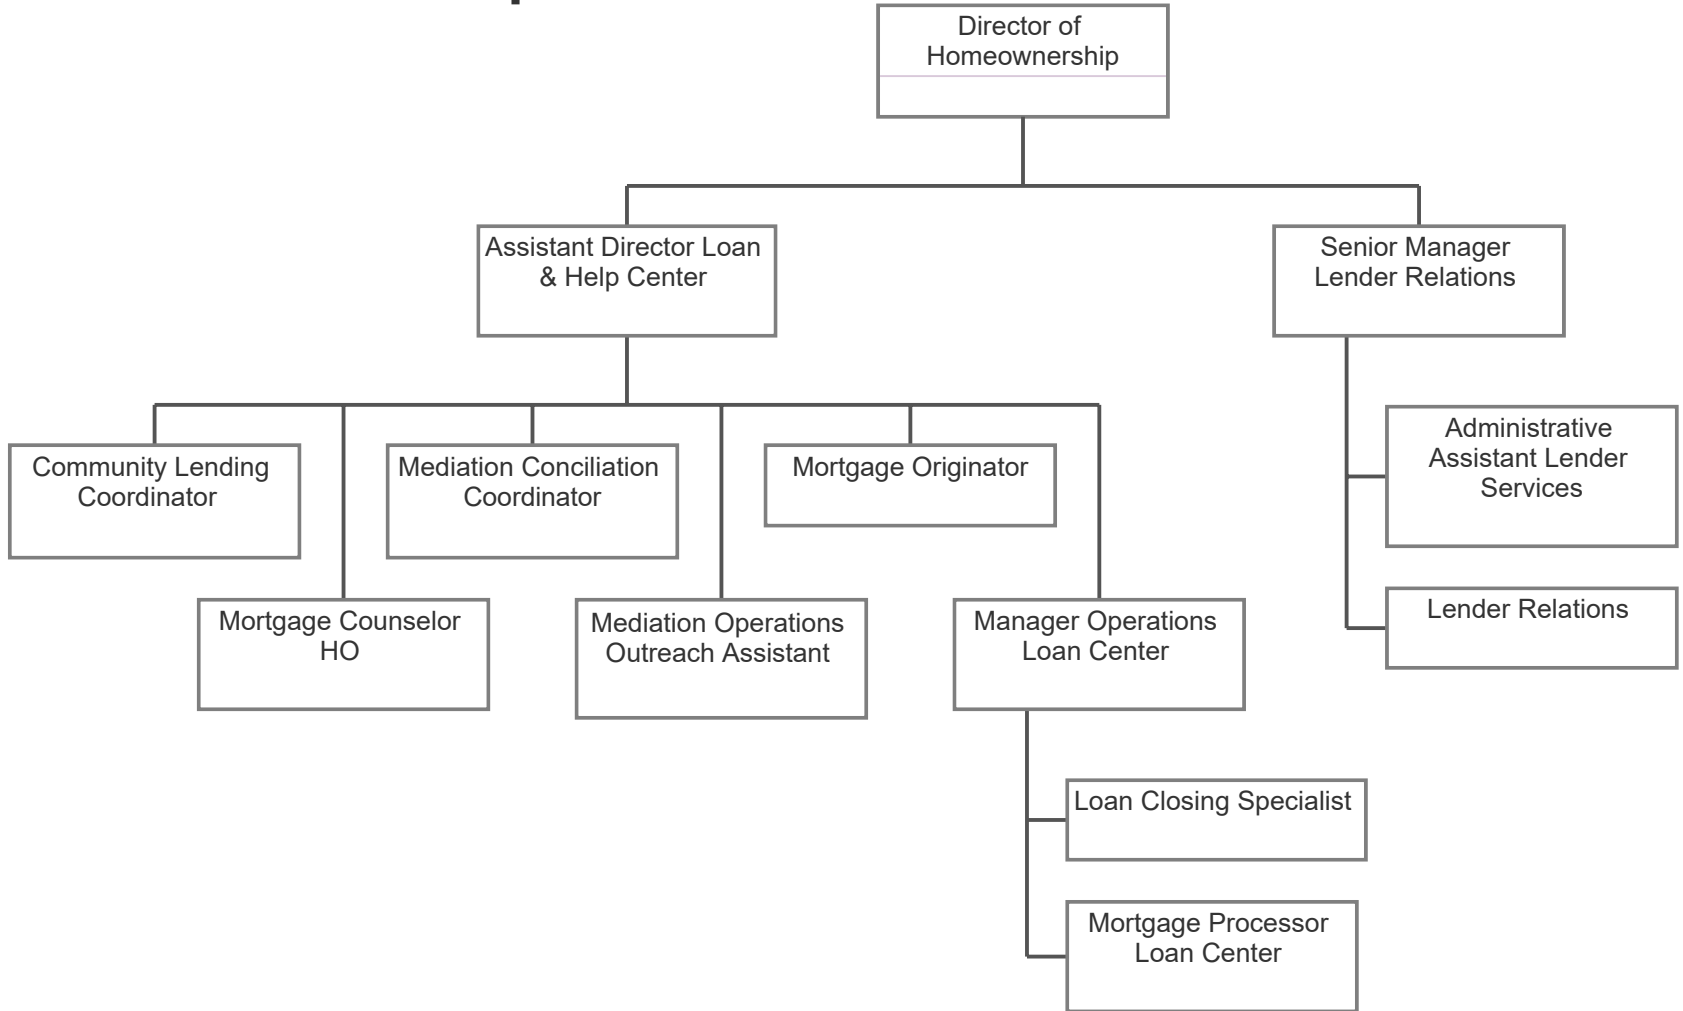 Director of
Homeownership
Assistant Director Loan
& Help Center
Senior Manager
Lender Relations
Community Lending
Coordinator
Mediation Conciliation
Coordinator
Mortgage Originator
Administrative
Assistant Lender
Services
Mortgage Counselor
HO
Mediation Operations
Outreach Assistant
Manager Operations
Loan Center
Lender Relations
Loan Closing Specialist
Mortgage Processor
Loan Center